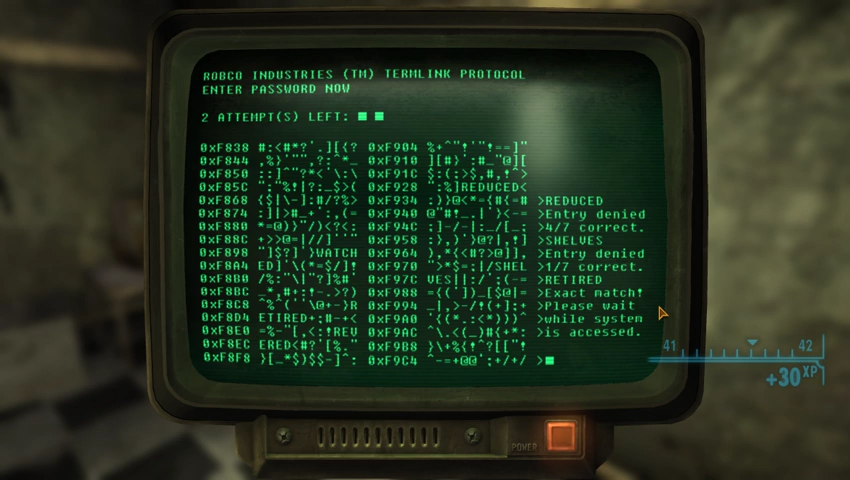 ROBCO INDUSTRIES (TM) TERMLINK PROTOCOL
ENTER PASSWORD NOW
2 ATTEMPT(S) LEFT: ■ ■
0xF838 #:<#*?'.][{? 0xF904 %+^"!'"!==]"
0xF844 ,%}'"",?:^*_ 0xF910 ][#}':#_"@][
0xF850 ::]^"?*<'\:\ 0xF91C $:(:>$,#,!^>
0xF85C ";"%!|?:_$>( 0xF928 ":%]REDUCED<
0xF868 {$|\-]:#/?%> 0xF934 :)}@<*={#{=# >REDUCED
0xF874 :]|>#_+':,(= 0xF940 @"#!_.|'}<-= >Entry denied
0xF880 *=@)}"/)<?<: 0xF94C :]-/-|:_/[_: >4/7 correct.
0xF88C +>>@=|//]'"" 0xF958 :},)'}@?|,!] >SHELVES
0xF898 "]$?]'}WATCH 0xF964 ),*{<#?>@]], >Entry denied
0xF8A4 ED]'\(*=$/]! 0xF970 ">*$=:|/SHEL >1/7 correct.
0xF8B0 /%:"\|"?]%#' 0xF97C VES||:/':(-= >RETIRED
0xF8BC _*,#+:!-.>?) 0xF988 ={(']})_[$@|= >Exact match!
0xF8C8 ^%^(' \@+-}R 0xF994 _[,>-/!{+];+ >Please wait
0xF8D4 ETIRED+:#-+< 0xF9A0 '<{(*.:<*)})^ >while system
0xF8E0 =%-"[,<:!REV 0xF9AC ^\.<(_)#{+*: >is accessed.
0xF8EC ERED<#?'[%." 0xF9B8 }\+%{!^?[["!
0xF8F8 }[_*$)$$-]^: 0xF9C4 ^-=+@@';+/+/ >■
POWER
41 42
+30 XP